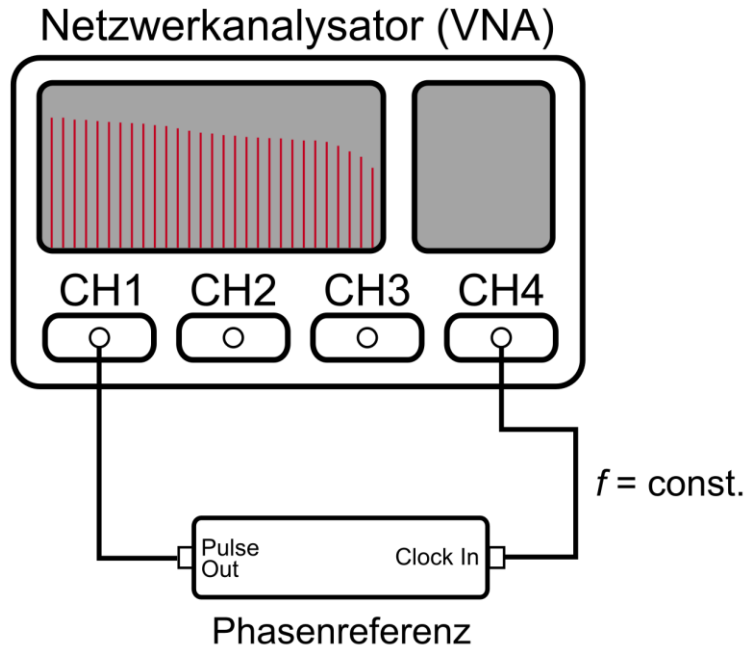 Netzwerkanalysator (VNA)
CH1 CH2 CH3 CH4
f = const.
Pulse
Out
Clock In
Phasenreferenz